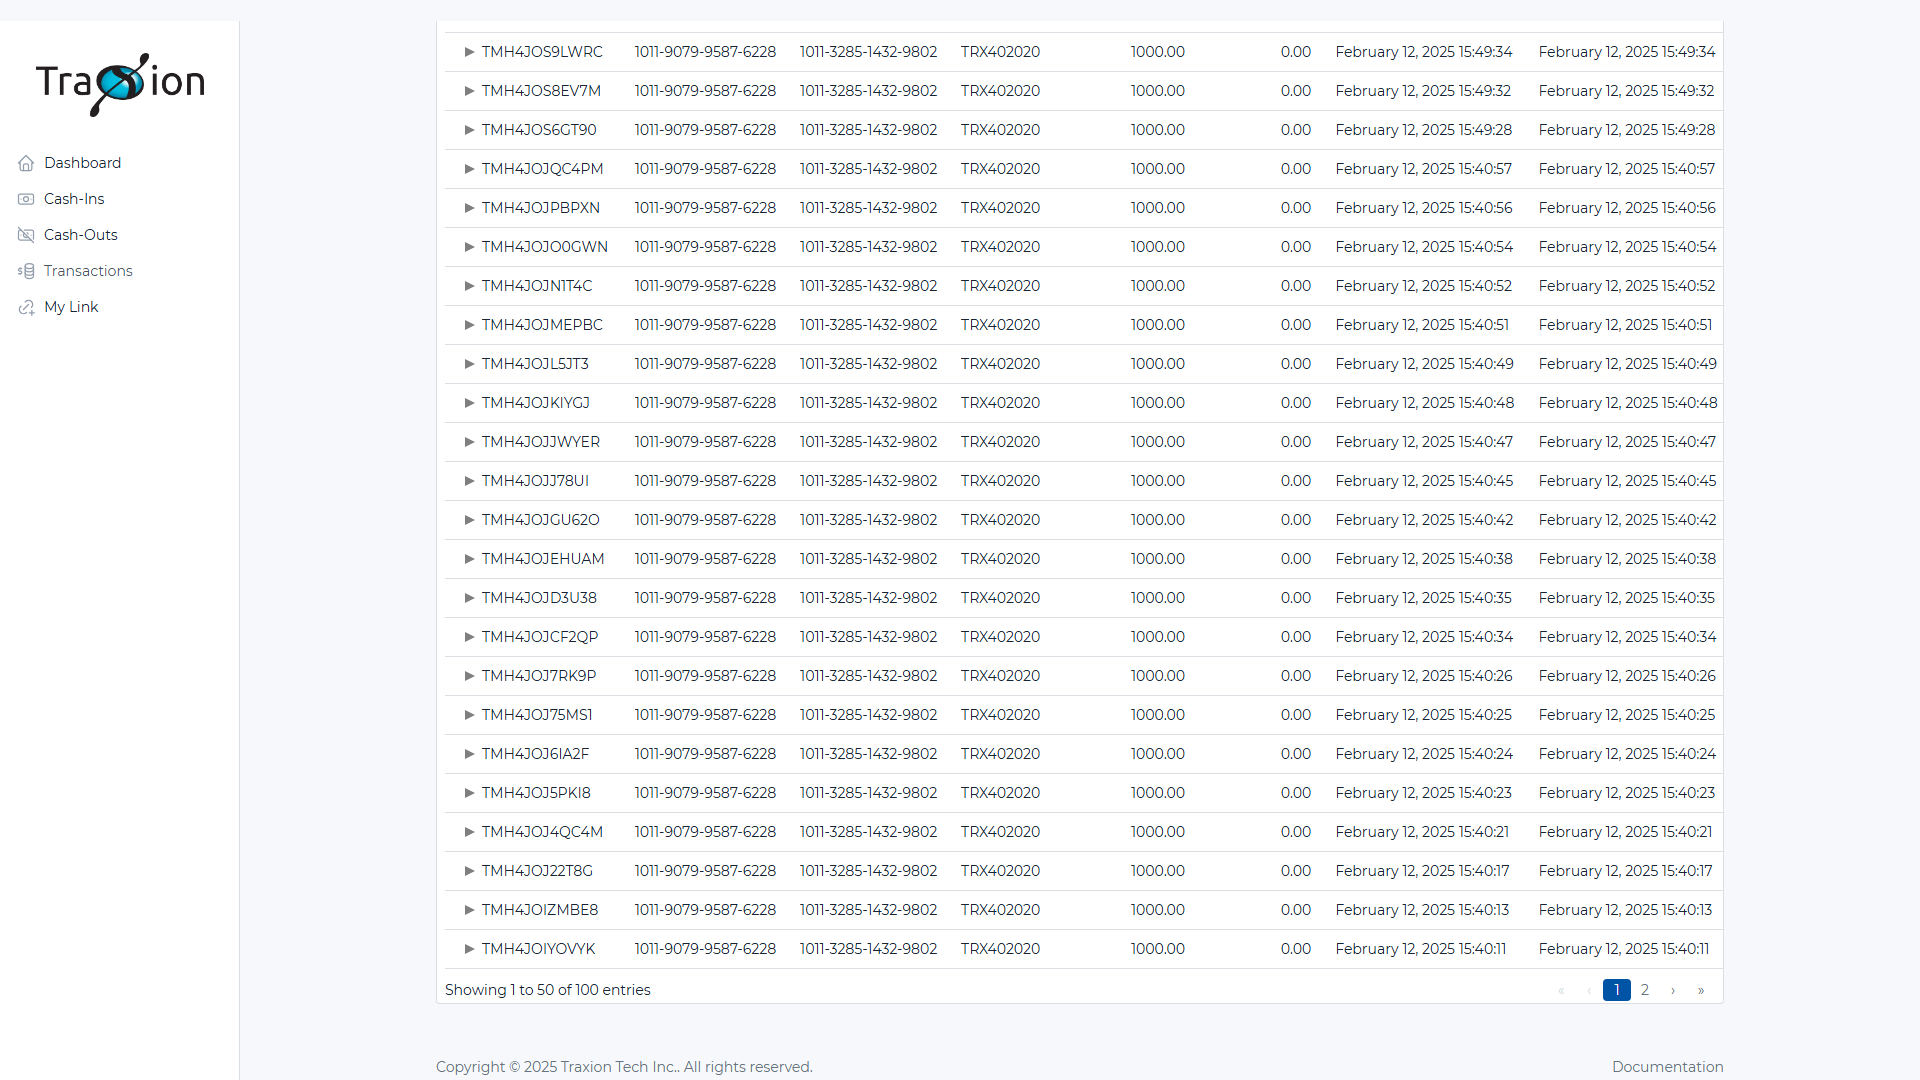 Traxion
Dashboard
Cash-Ins
Cash-Outs
Transactions
My Link
TMH4JOS9LWRC 1011-9079-9587-6228 1011-3285-1432-9802 TRX402020 1000.00 0.00 February 12, 2025 15:49:34 February 12, 2025 15:49:34
TMH4JOS8EV7M 1011-9079-9587-6228 1011-3285-1432-9802 TRX402020 1000.00 0.00 February 12, 2025 15:49:32 February 12, 2025 15:49:32
TMH4JOS6GT90 1011-9079-9587-6228 1011-3285-1432-9802 TRX402020 1000.00 0.00 February 12, 2025 15:49:28 February 12, 2025 15:49:28
TMH4JOJQC4PM 1011-9079-9587-6228 1011-3285-1432-9802 TRX402020 1000.00 0.00 February 12, 2025 15:40:57 February 12, 2025 15:40:57
TMH4JOJPBPXN 1011-9079-9587-6228 1011-3285-1432-9802 TRX402020 1000.00 0.00 February 12, 2025 15:40:56 February 12, 2025 15:40:56
TMH4JOJO0GWN 1011-9079-9587-6228 1011-3285-1432-9802 TRX402020 1000.00 0.00 February 12, 2025 15:40:54 February 12, 2025 15:40:54
TMH4JOJN1T4C 1011-9079-9587-6228 1011-3285-1432-9802 TRX402020 1000.00 0.00 February 12, 2025 15:40:52 February 12, 2025 15:40:52
TMH4JOJMEPBC 1011-9079-9587-6228 1011-3285-1432-9802 TRX402020 1000.00 0.00 February 12, 2025 15:40:51 February 12, 2025 15:40:51
TMH4JOJL5JT3 1011-9079-9587-6228 1011-3285-1432-9802 TRX402020 1000.00 0.00 February 12, 2025 15:40:49 February 12, 2025 15:40:49
TMH4JOJKIYGJ 1011-9079-9587-6228 1011-3285-1432-9802 TRX402020 1000.00 0.00 February 12, 2025 15:40:48 February 12, 2025 15:40:48
TMH4JOJJWYER 1011-9079-9587-6228 1011-3285-1432-9802 TRX402020 1000.00 0.00 February 12, 2025 15:40:47 February 12, 2025 15:40:47
TMH4JOJJ78UI 1011-9079-9587-6228 1011-3285-1432-9802 TRX402020 1000.00 0.00 February 12, 2025 15:40:45 February 12, 2025 15:40:45
TMH4JOJGU62O 1011-9079-9587-6228 1011-3285-1432-9802 TRX402020 1000.00 0.00 February 12, 2025 15:40:42 February 12, 2025 15:40:42
TMH4JOJEHUAM 1011-9079-9587-6228 1011-3285-1432-9802 TRX402020 1000.00 0.00 February 12, 2025 15:40:38 February 12, 2025 15:40:38
TMH4JOJD3U38 1011-9079-9587-6228 1011-3285-1432-9802 TRX402020 1000.00 0.00 February 12, 2025 15:40:35 February 12, 2025 15:40:35
TMH4JOJCF2QP 1011-9079-9587-6228 1011-3285-1432-9802 TRX402020 1000.00 0.00 February 12, 2025 15:40:34 February 12, 2025 15:40:34
TMH4JOJ7RK9P 1011-9079-9587-6228 1011-3285-1432-9802 TRX402020 1000.00 0.00 February 12, 2025 15:40:26 February 12, 2025 15:40:26
TMH4JOJ75MS1 1011-9079-9587-6228 1011-3285-1432-9802 TRX402020 1000.00 0.00 February 12, 2025 15:40:25 February 12, 2025 15:40:25
TMH4JOJ6IA2F 1011-9079-9587-6228 1011-3285-1432-9802 TRX402020 1000.00 0.00 February 12, 2025 15:40:24 February 12, 2025 15:40:24
TMH4JOJ5PKI8 1011-9079-9587-6228 1011-3285-1432-9802 TRX402020 1000.00 0.00 February 12, 2025 15:40:23 February 12, 2025 15:40:23
TMH4JOJ4QC4M 1011-9079-9587-6228 1011-3285-1432-9802 TRX402020 1000.00 0.00 February 12, 2025 15:40:21 February 12, 2025 15:40:21
TMH4JOJ22T8G 1011-9079-9587-6228 1011-3285-1432-9802 TRX402020 1000.00 0.00 February 12, 2025 15:40:17 February 12, 2025 15:40:17
TMH4JOIZMBE8 1011-9079-9587-6228 1011-3285-1432-9802 TRX402020 1000.00 0.00 February 12, 2025 15:40:13 February 12, 2025 15:40:13
TMH4JOIYOVYK 1011-9079-9587-6228 1011-3285-1432-9802 TRX402020 1000.00 0.00 February 12, 2025 15:40:11 February 12, 2025 15:40:11
Showing 1 to 50 of 100 entries « ‹ 1 2 › »
Copyright © 2025 Traxion Tech Inc.. All rights reserved. Documentation